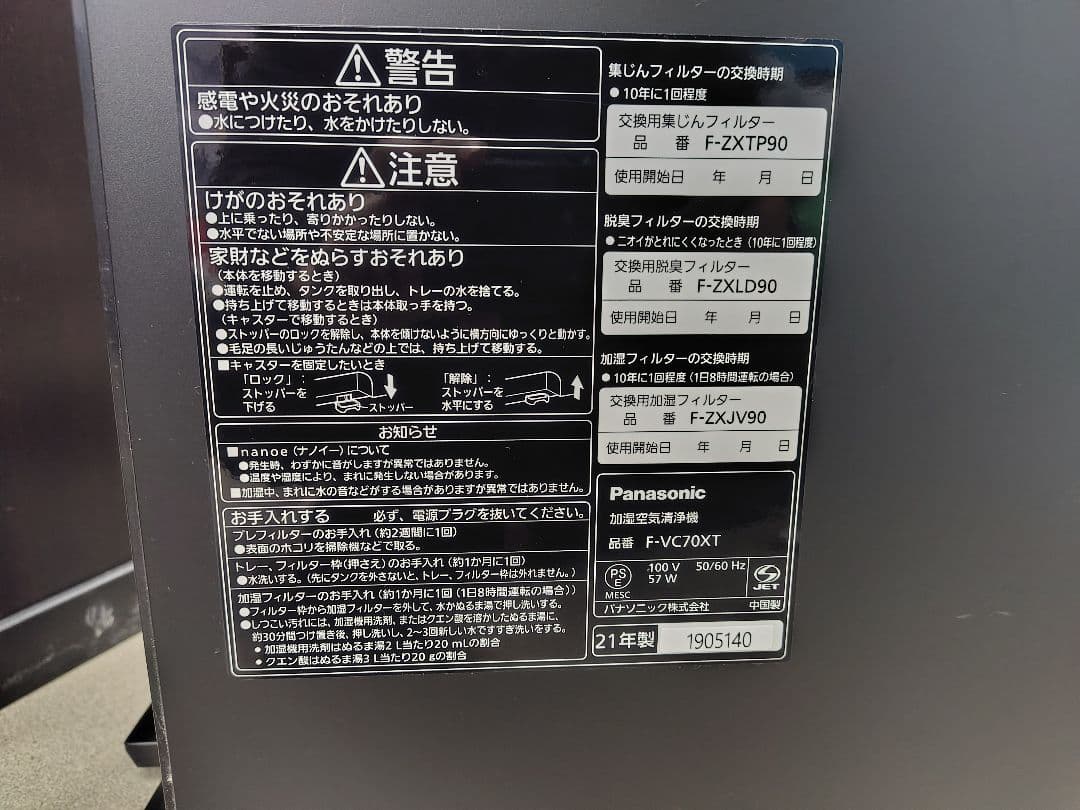 警告
感電や火災のおそれあり
●水につけたり、水をかけたりしない。
注意
けがのおそれあり
●上に乗ったり、寄りかかったりしない。
●水平でない場所や不安定な場所に置かない。
家財などをぬらすおそれあり
(本体を移動するとき)
●運転を止め、タンクを取り出し、トレーの水を捨てる。
●持ち上げて移動するときは本体取っ手を持つ。
(キャスターで移動するとき)
●ストッパーのロックを解除し、本体を傾けないように横方向にゆっくりと動かす。
●毛足の長いじゅうたんなどの上では、持ち上げて移動する。
■キャスターを固定したいとき
「ロック」:
ストッパーを
下げる
ストッパー
「解除」:
ストッパーを
水平にする
お知らせ
■nanoe(ナノイー)について
●発生時、わずかに音がしますが異常ではありません。
●温度や湿度により、まれに発生しない場合があります。
■加湿中、まれに水の音などがする場合がありますが異常ではありません。
お手入れする 必ず、電源プラグを抜いてください。
プレフィルターのお手入れ(約2週間に1回)
●表面のホコリを掃除機などで取る。
トレー、フィルター枠(押さえ)のお手入れ(約1か月に1回)
●水洗いする。(先にタンクを外さないと、トレー、フィルター枠は外れません。)
加湿フィルターのお手入れ(約1か月に1回(1日8時間運転の場合))
●フィルター枠から加湿フィルターを外して、水かぬるま湯で押し洗いする。
●しつこい汚れには、加湿機用洗剤、またはクエン酸を溶かしたぬるま湯に、
約30分間つけ置き後、押し洗いし、2~3回新しい水ですすぎ洗いをする。
• 加湿機用洗剤はぬるま湯2 L当たり20 mLの割合
• クエン酸はぬるま湯3 L当たり20 gの割合
集じんフィルターの交換時期
●10年に1回程度
交換用集じんフィルター
品 番 F-ZXTP90
使用開始日 年 月 日
脱臭フィルターの交換時期
●ニオイがとれにくくなったとき(10年に1回程度)
交換用脱臭フィルター
品 番 F-ZXLD90
使用開始日 年 月 日
加湿フィルターの交換時期
●10年に1回程度(1日8時間運転の場合)
交換用加湿フィルター
品 番 F-ZXJV90
使用開始日 年 月 日
Panasonic
加湿空気清浄機
品番 F-VC70XT
PS
E
MESC
100 V 50/60 Hz
57 W
JET
パナソニック株式会社 中国製
21年製 1905140